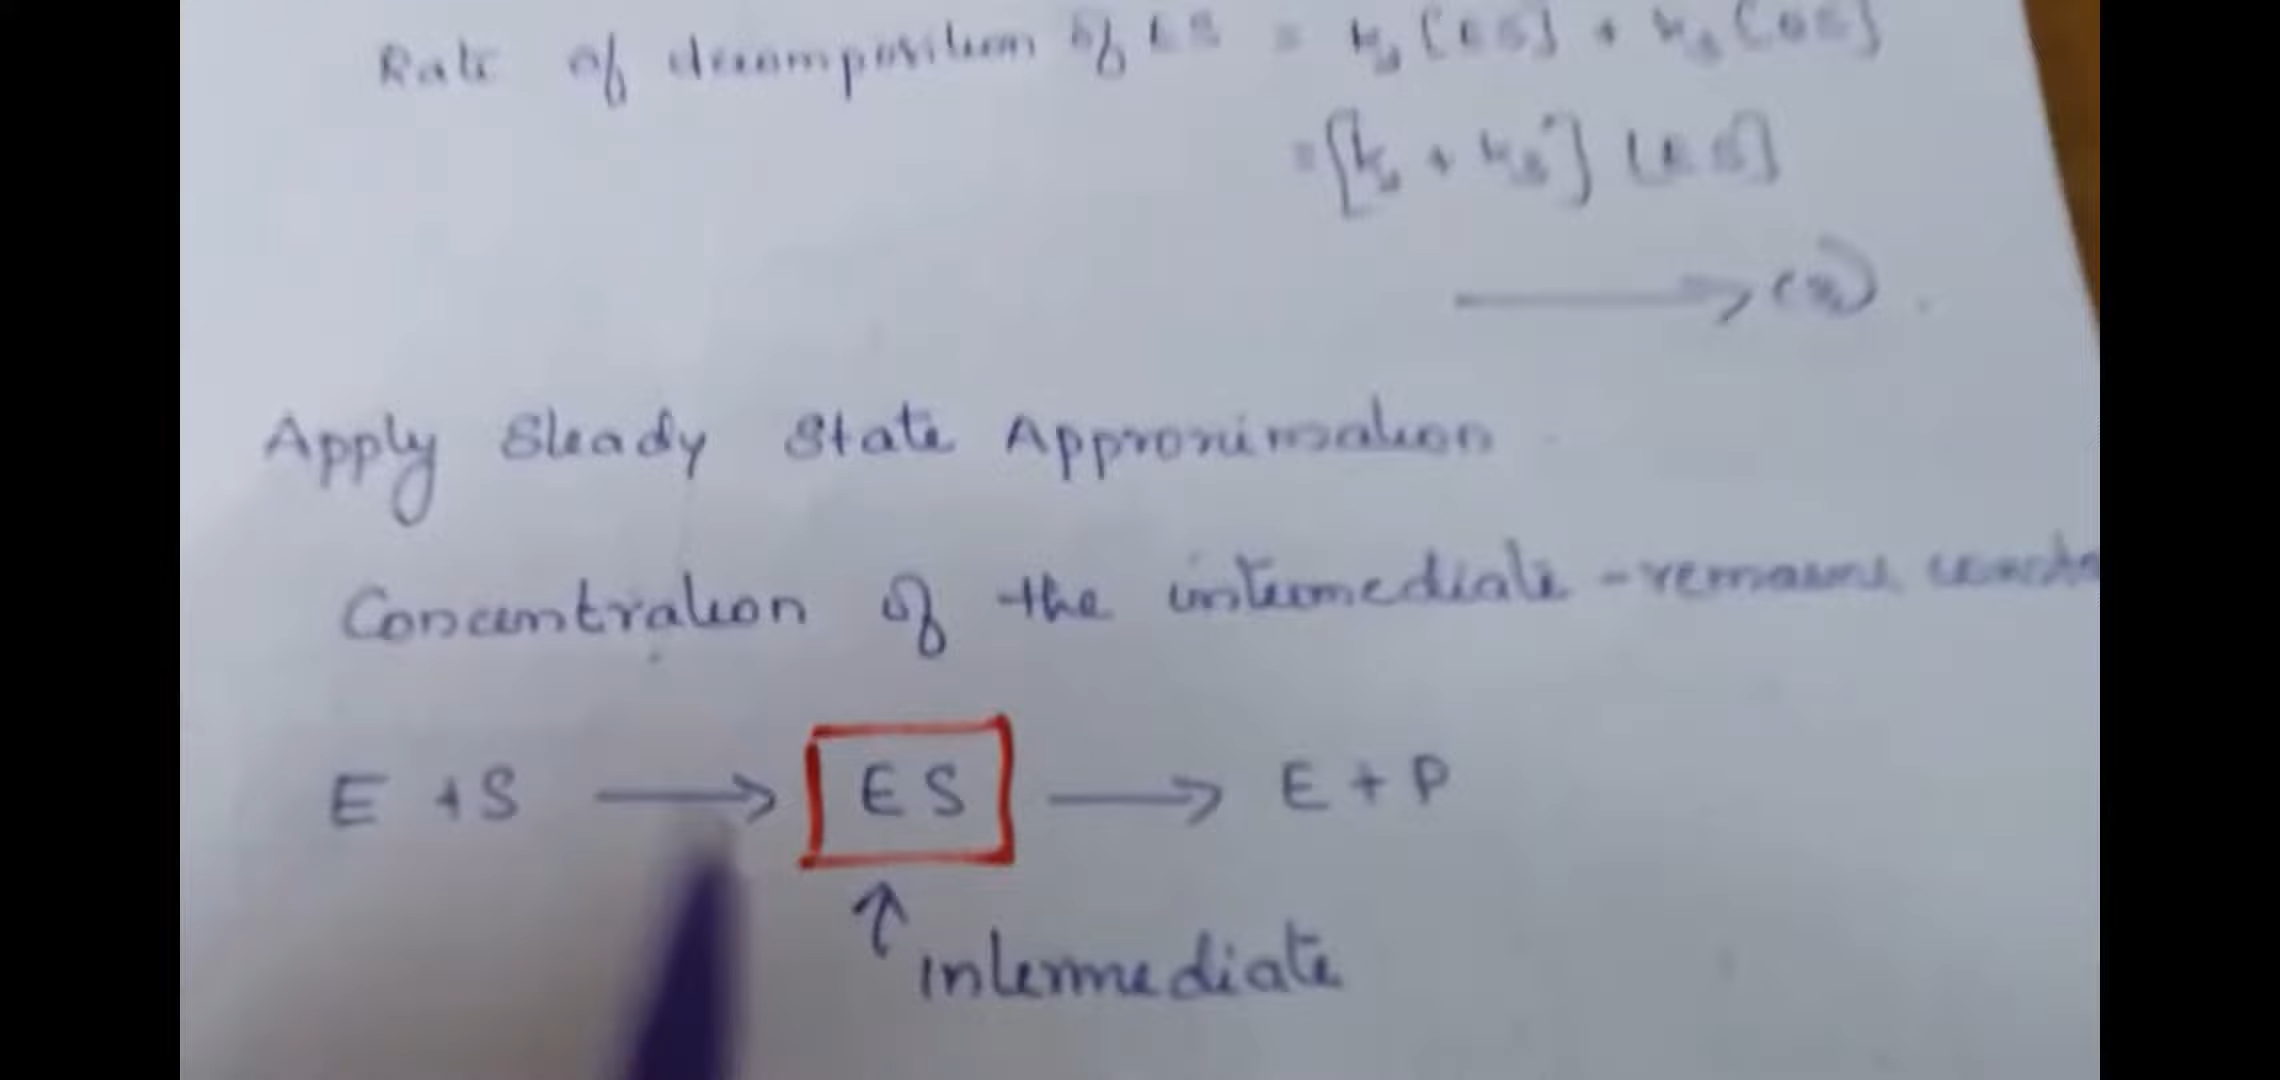 Rate of decomposition of ES = k₂ [ES] + k₃ [ES]
= [k₂ + k₃] [ES]
⟶ (2).
Apply Steady State Approximation
Concentration of the intermediate - remains
E + S ⟶ ES ⟶ E + P
↑ Intermediate